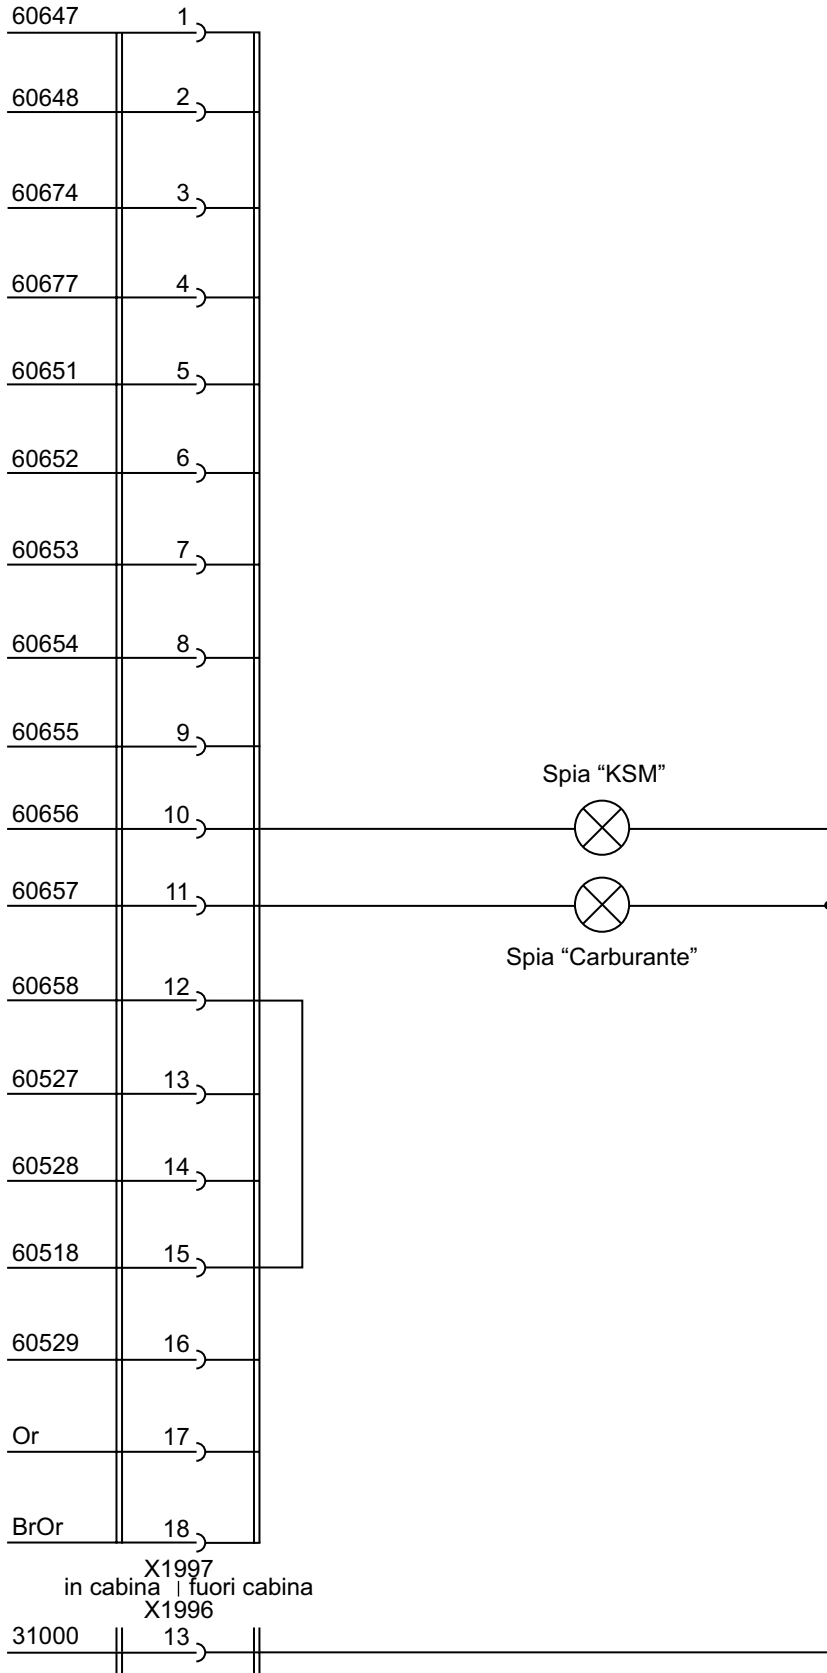 60647 1
60648 2
60674 3
60677 4
60651 5
60652 6
60653 7
60654 8
60655 9
Spia “KSM”
60656 10
60657 11
Spia “Carburante”
60658 12
60527 13
60528 14
60518 15
60529 16
Or 17
BrOr 18
X1997
in cabina | fuori cabina
X1996
31000 13